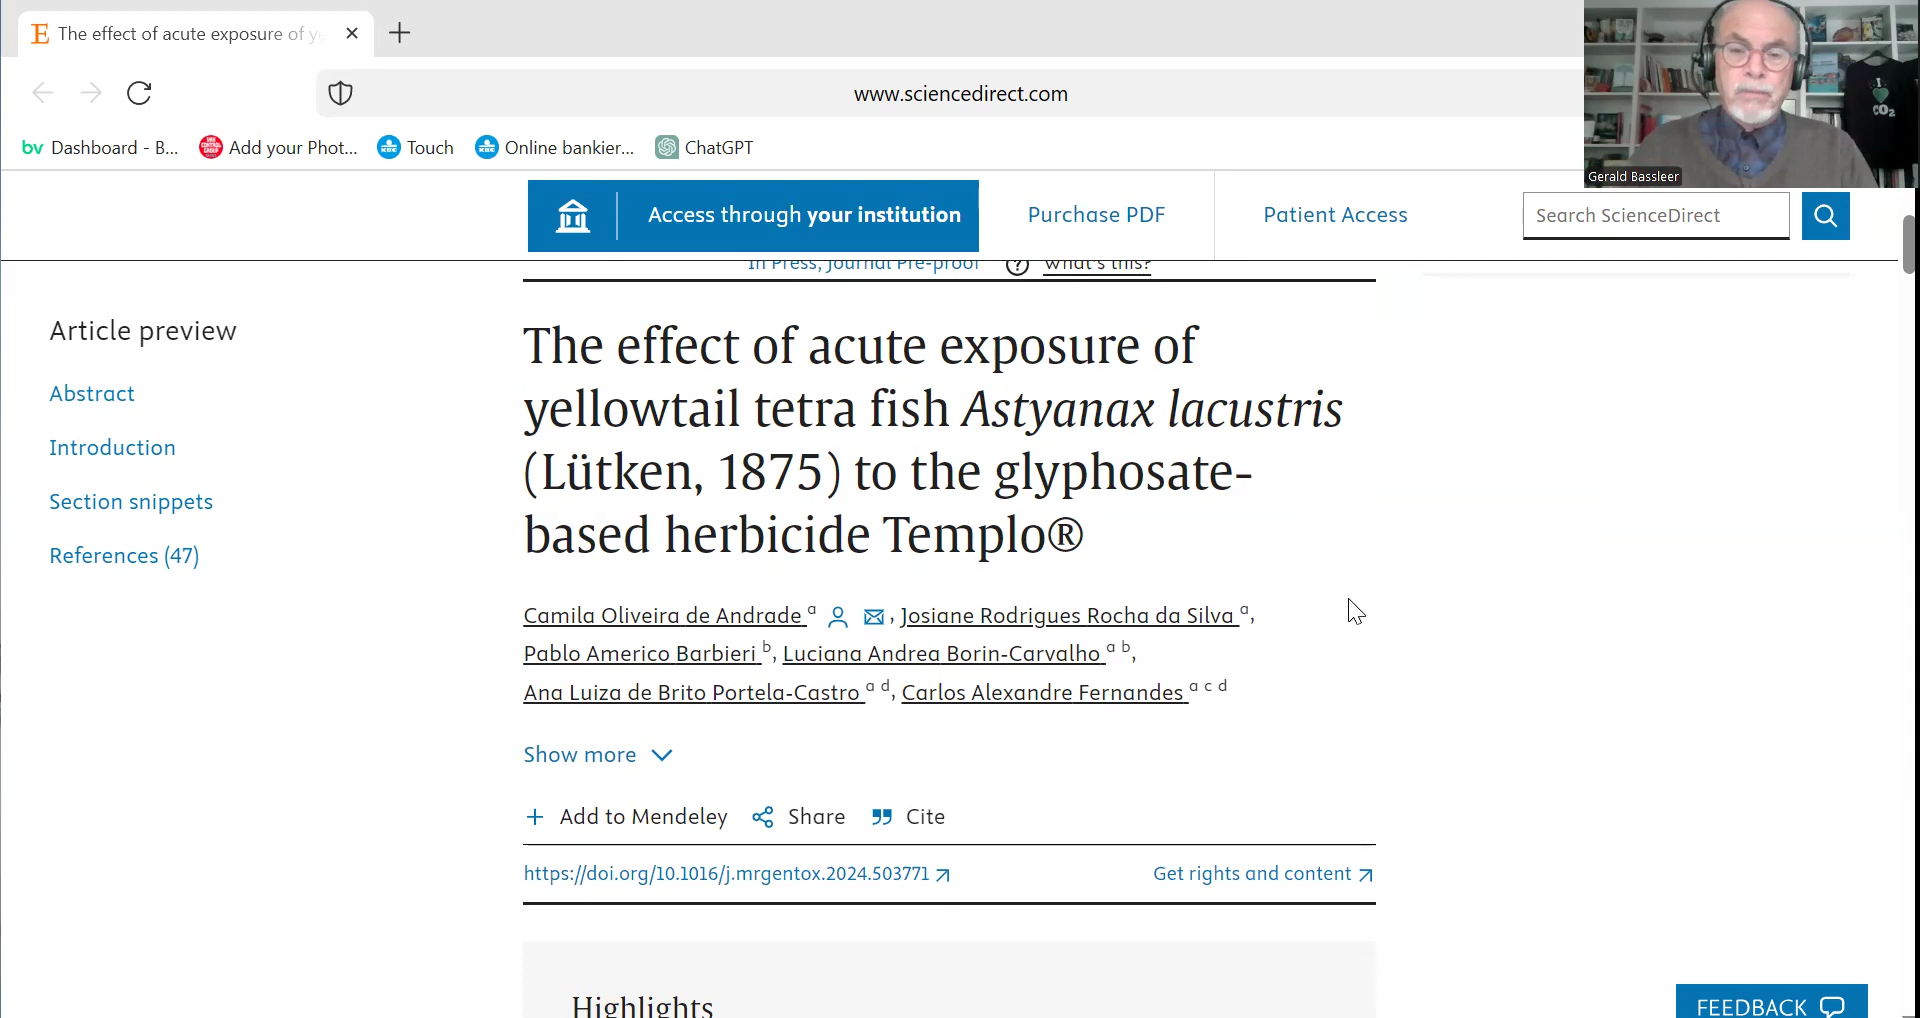 The effect of acute exposure of y
www.sciencedirect.com
bv Dashboard - B...
Add your Phot...
KBC Touch
KBC Online bankier...
ChatGPT
I
CO2
Gerald Bassleer
Access through your institution
Purchase PDF
Patient Access
Search ScienceDirect
In Press, Journal Pre-proof
What's this?
Article preview
Abstract
Introduction
Section snippets
References (47)
The effect of acute exposure of
yellowtail tetra fish Astyanax lacustris
(Lütken, 1875) to the glyphosate-
based herbicide Templo®
Camila Oliveira de Andrade a , Josiane Rodrigues Rocha da Silva a,
Pablo Americo Barbieri b, Luciana Andrea Borin-Carvalho a b,
Ana Luiza de Brito Portela-Castro a d, Carlos Alexandre Fernandes a c d
Show more
+ Add to Mendeley Share Cite
https://doi.org/10.1016/j.mrgentox.2024.503771
Get rights and content
Highlights
FEEDBACK